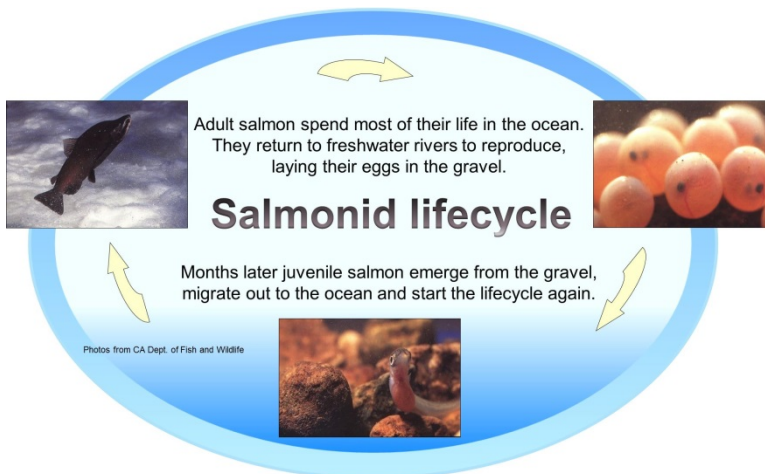 Adult salmon spend most of their life in the ocean.
They return to freshwater rivers to reproduce,
laying their eggs in the gravel.
Salmonid lifecycle
Months later juvenile salmon emerge from the gravel,
migrate out to the ocean and start the lifecycle again.
Photos from CA Dept. of Fish and Wildlife